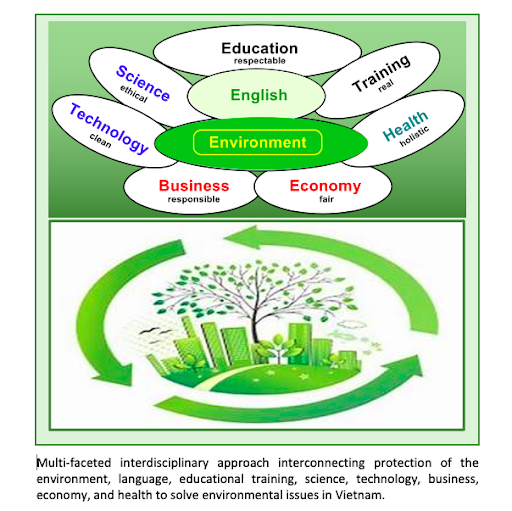 Education
respectable
Science
ethical
Training
real
English
Technology
clean
Health
holistic
Environment
Business
responsible
Economy
fair
Multi-faceted interdisciplinary approach interconnecting protection of the
environment, language, educational training, science, technology, business,
economy, and health to solve environmental issues in Vietnam.